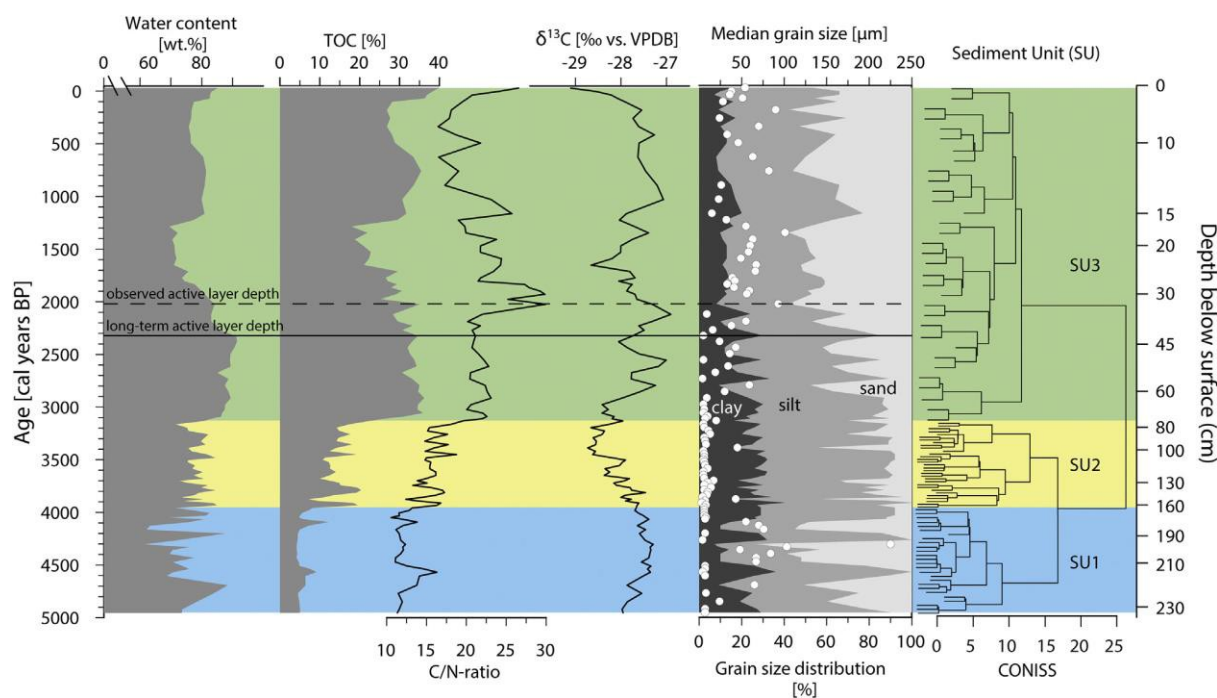 Water content
[wt.%]
TOC [%]
δ13C [‰ vs. VPDB]
Median grain size [μm]
Sediment Unit (SU)
0 60 80
0 10 20 30 40
-29 -28 -27
50 100 150 200 250
Age [cal years BP]
0
500
1000
1500
2000
2500
3000
3500
4000
4500
5000
observed active layer depth
long-term active layer depth
clay
silt
sand
SU3
SU2
SU1
0
10
15
20
30
45
60
80
100
130
160
190
210
230
Depth below surface (cm)
10 15 20 25 30
C/N-ratio
0 20 40 60 80 100
Grain size distribution
[%]
0 5 10 15 20 25
CONISS